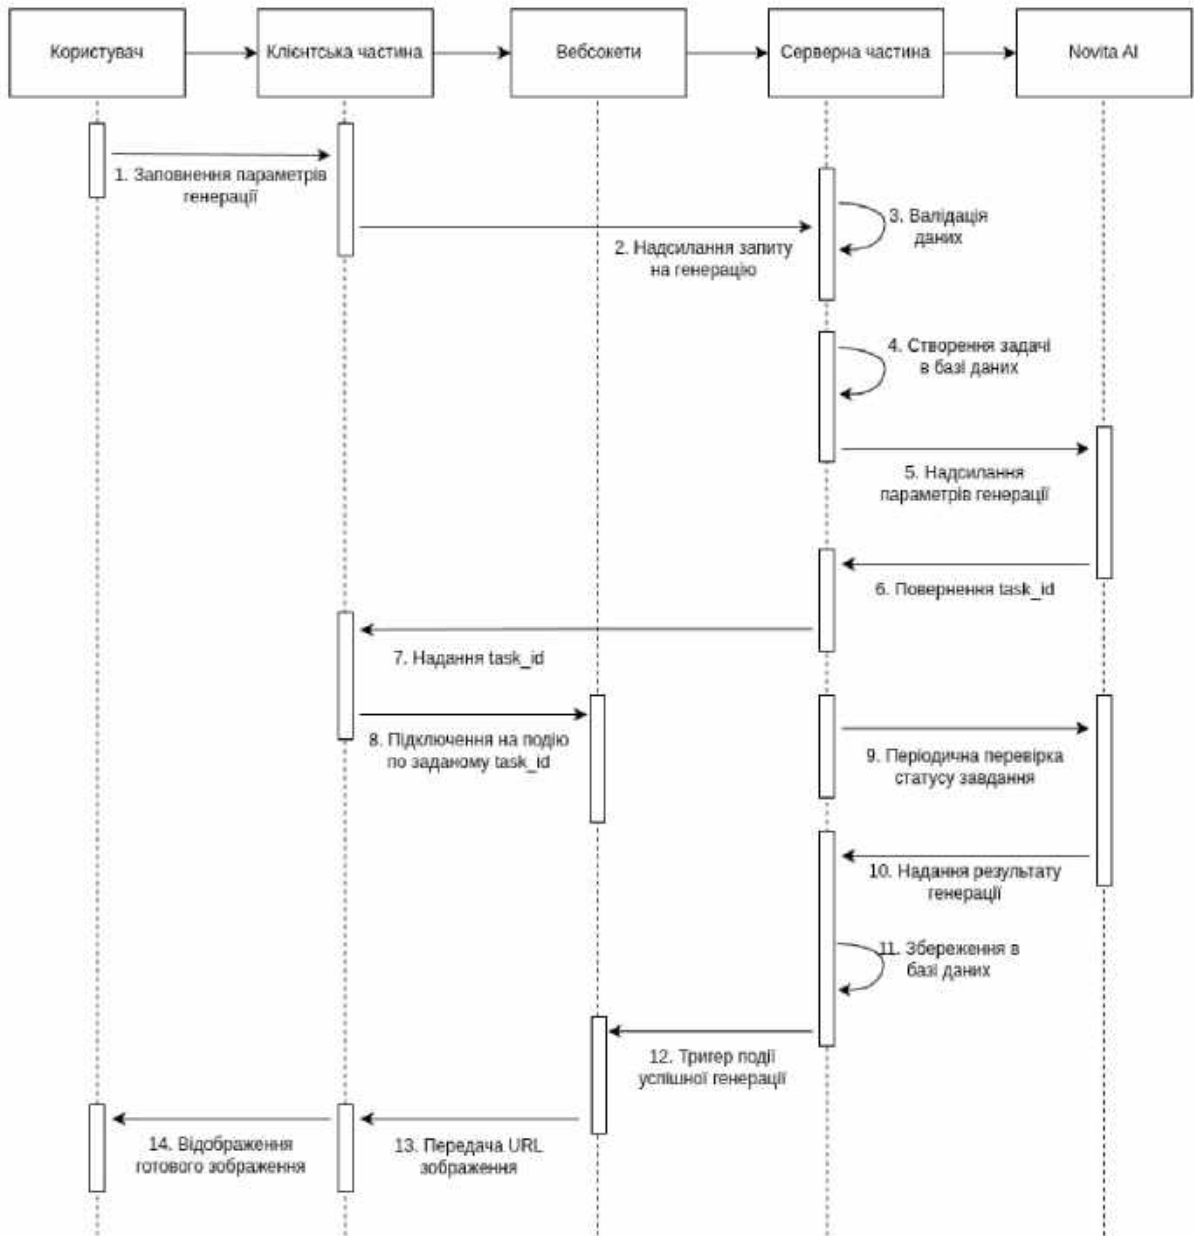 Користувач
Клієнтська частина
Вебсокети
Серверна частина
Novita AI
1. Заповнення параметрів
генерації
2. Надсилання запиту
на генерацію
3. Валідація
даних
4. Створення задачі
в базі даних
5. Надсилання
параметрів генерації
6. Повернення task_id
7. Надання task_id
8. Підключення на подію
по заданому task_id
9. Періодична перевірка
статусу завдання
10. Надання результату
генерації
11. Збереження в
базі даних
12. Тригер події
успішної генерації
13. Передача URL
зображення
14. Відображення
готового зображення